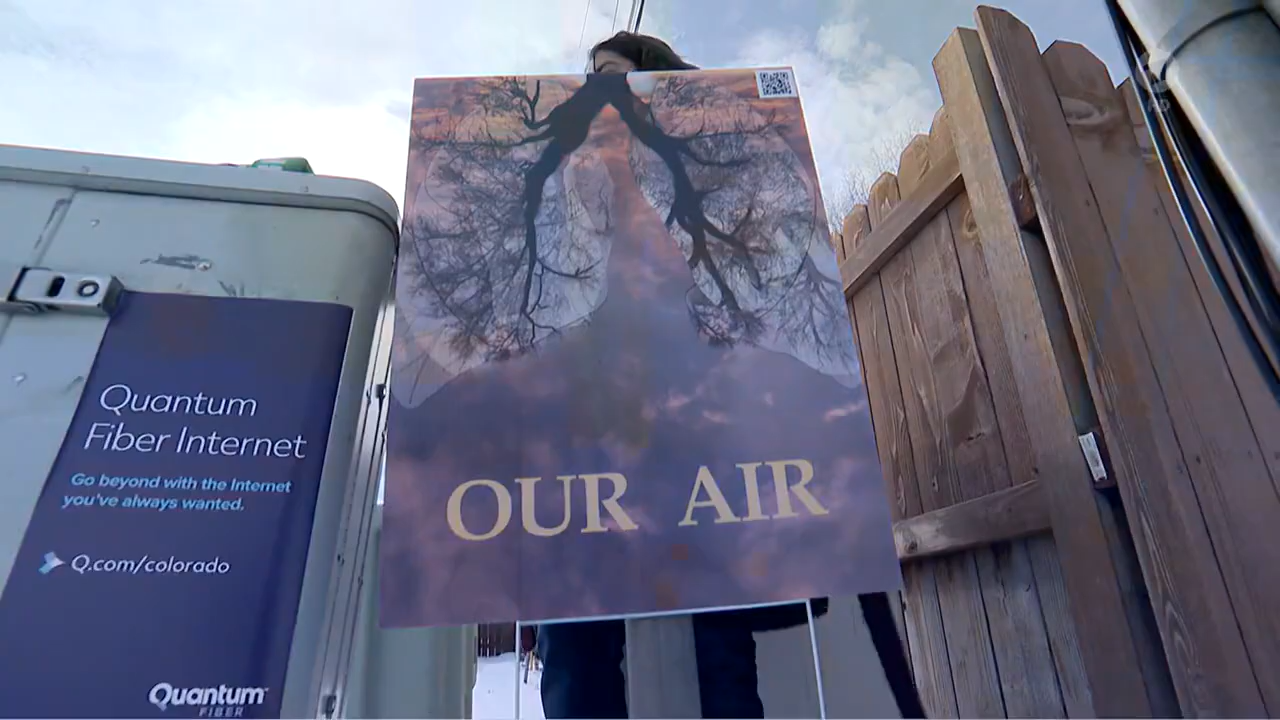 Quantum
Fiber Internet
Go beyond with the Internet
you've always wanted.
Q.com/colorado
Quantum
FIBER
OUR AIR